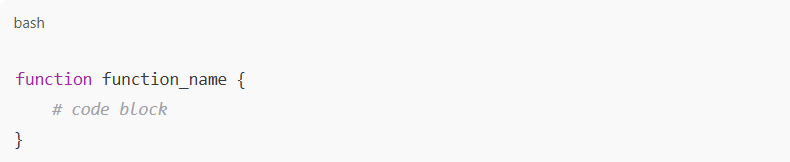 bash
function function_name {
    # code block
}